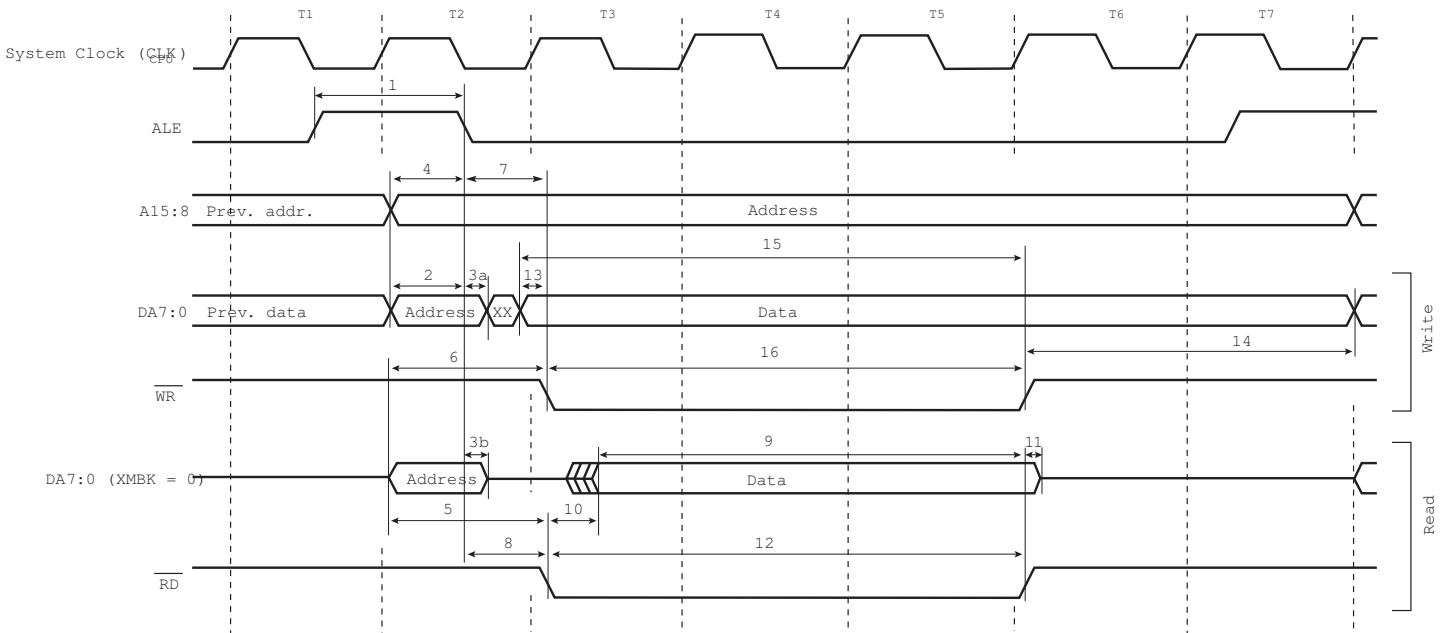 T1 T2 T3 T4 T5 T6 T7
System Clock (CLK
CPU
)
1
ALE
4 7
A15:8 Prev. addr. Address
15
2 3a 13
DA7:0 Prev. data Address XX Data
14
6 16
WR
Write
3b 9 11
DA7:0 (XMBK = 0) Address Data
5 10
8 12
RD
Read